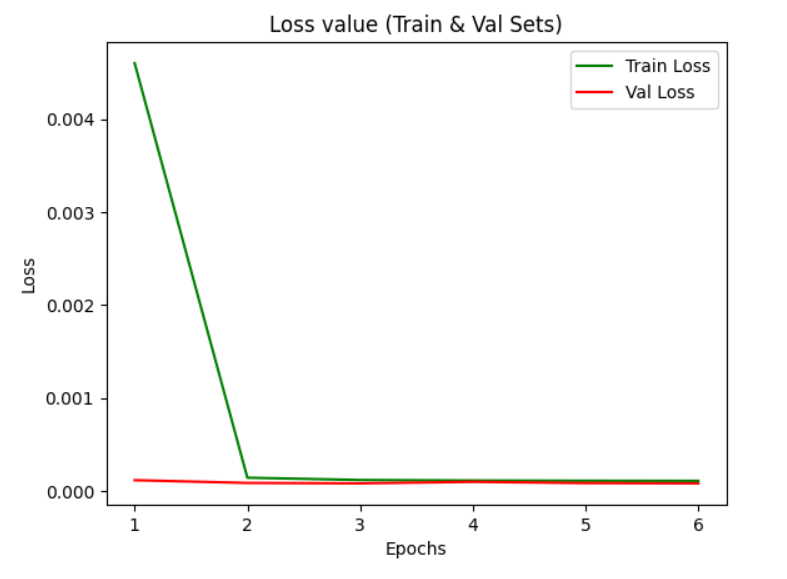 Loss value (Train & Val Sets)
Train Loss
Val Loss
0.004
0.003
0.002
0.001
0.000
Loss
1 2 3 4 5 6
Epochs